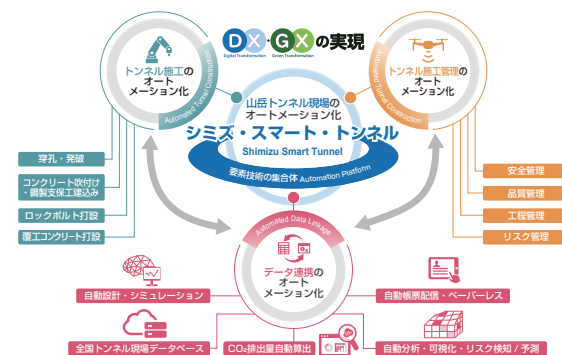 DX・GXの実現
Digital Transformation Green Transformation
トンネル施工の
オート
メーション化
Automated Tunnel Construction
トンネル施工管理の
オート
メーション化
Automated Tunnel Construction
山岳トンネル現場の
オートメーション化
シミズ・スマート・トンネル
Shimizu Smart Tunnel
要素技術の集合体 Automation Platform
穿孔・発破
コンクリート吹付け
・鋼製支保工建込み
ロックボルト打設
覆工コンクリート打設
安全管理
品質管理
工程管理
リスク管理
Automated Data Linkage
データ連携の
オート
メーション化
自動設計・シミュレーション
自動帳票配信・ペーパーレス
全国トンネル現場データベース
CO₂排出量自動算出
自動分析・可視化・リスク検知 / 予測